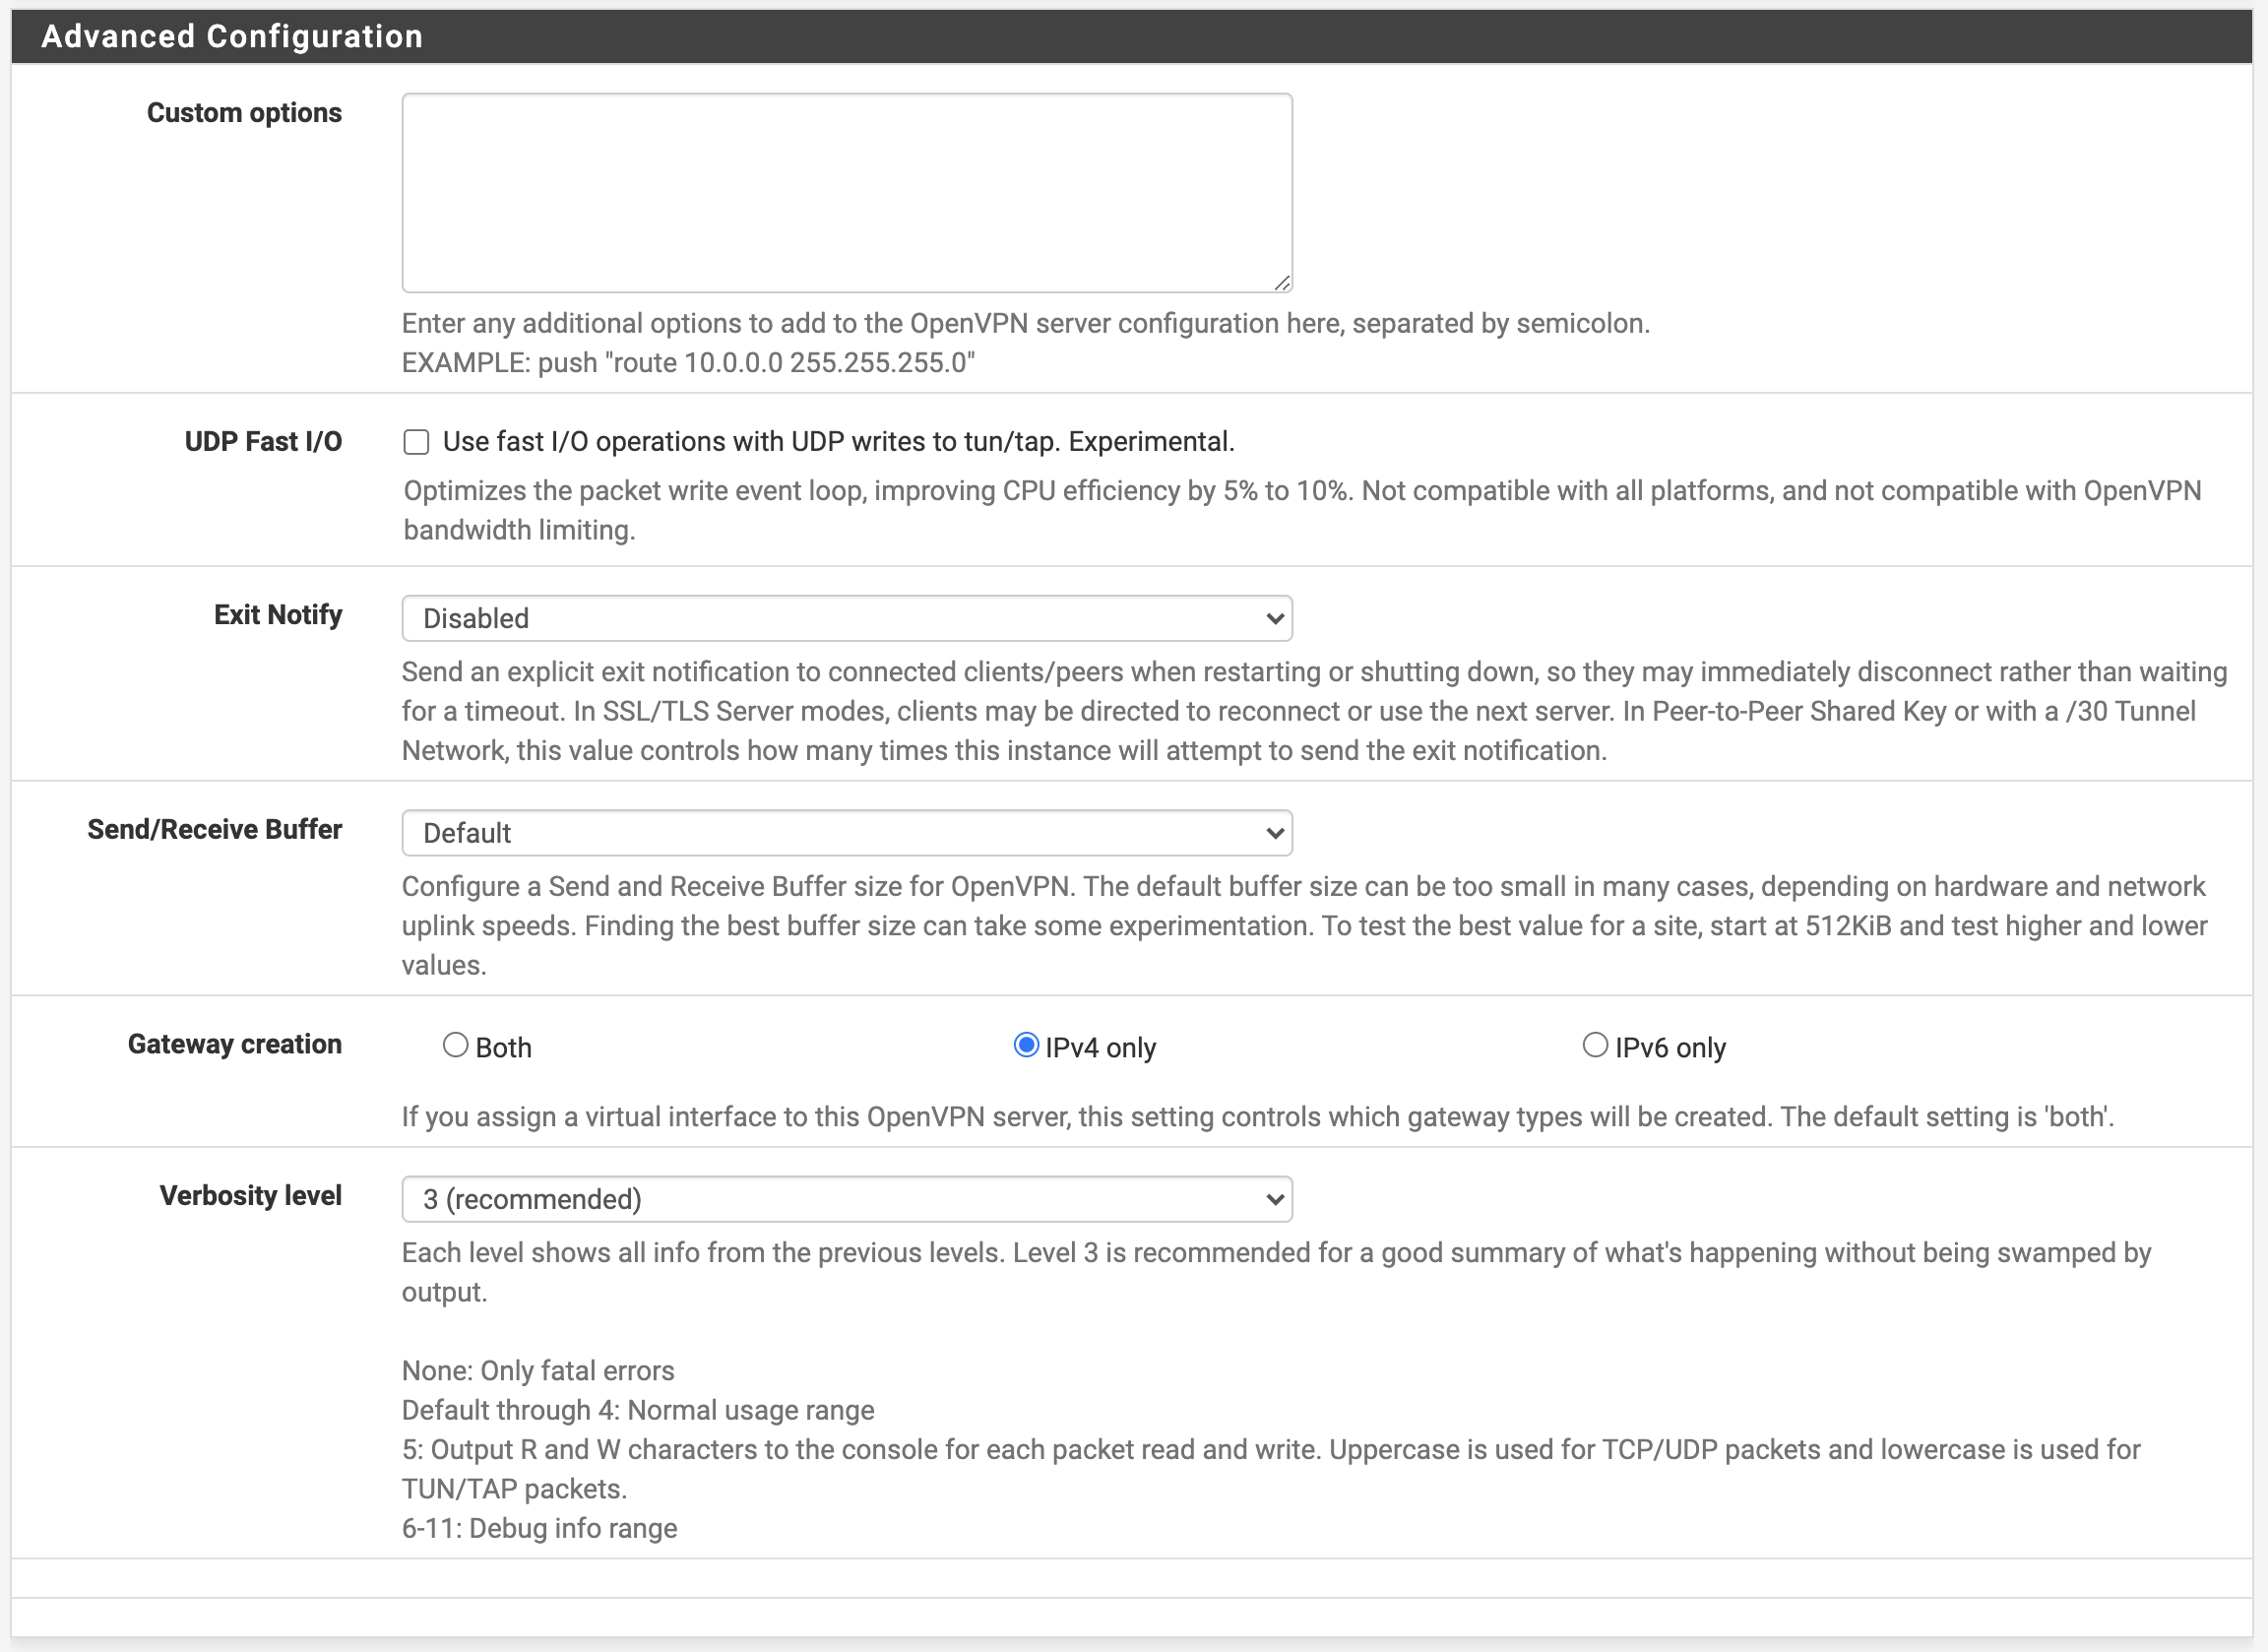 Advanced Configuration
Custom options
Enter any additional options to add to the OpenVPN server configuration here, separated by semicolon.
EXAMPLE: push "route 10.0.0.0 255.255.255.0"
UDP Fast I/O
Use fast I/O operations with UDP writes to tun/tap. Experimental.
Optimizes the packet write event loop, improving CPU efficiency by 5% to 10%. Not compatible with all platforms, and not compatible with OpenVPN
bandwidth limiting.
Exit Notify
Disabled
Send an explicit exit notification to connected clients/peers when restarting or shutting down, so they may immediately disconnect rather than waiting
for a timeout. In SSL/TLS Server modes, clients may be directed to reconnect or use the next server. In Peer-to-Peer Shared Key or with a /30 Tunnel
Network, this value controls how many times this instance will attempt to send the exit notification.
Send/Receive Buffer
Default
Configure a Send and Receive Buffer size for OpenVPN. The default buffer size can be too small in many cases, depending on hardware and network
uplink speeds. Finding the best buffer size can take some experimentation. To test the best value for a site, start at 512KiB and test higher and lower
values.
Gateway creation
Both
IPv4 only
IPv6 only
If you assign a virtual interface to this OpenVPN server, this setting controls which gateway types will be created. The default setting is 'both'.
Verbosity level
3 (recommended)
Each level shows all info from the previous levels. Level 3 is recommended for a good summary of what's happening without being swamped by
output.
None: Only fatal errors
Default through 4: Normal usage range
5: Output R and W characters to the console for each packet read and write. Uppercase is used for TCP/UDP packets and lowercase is used for
TUN/TAP packets.
6-11: Debug info range